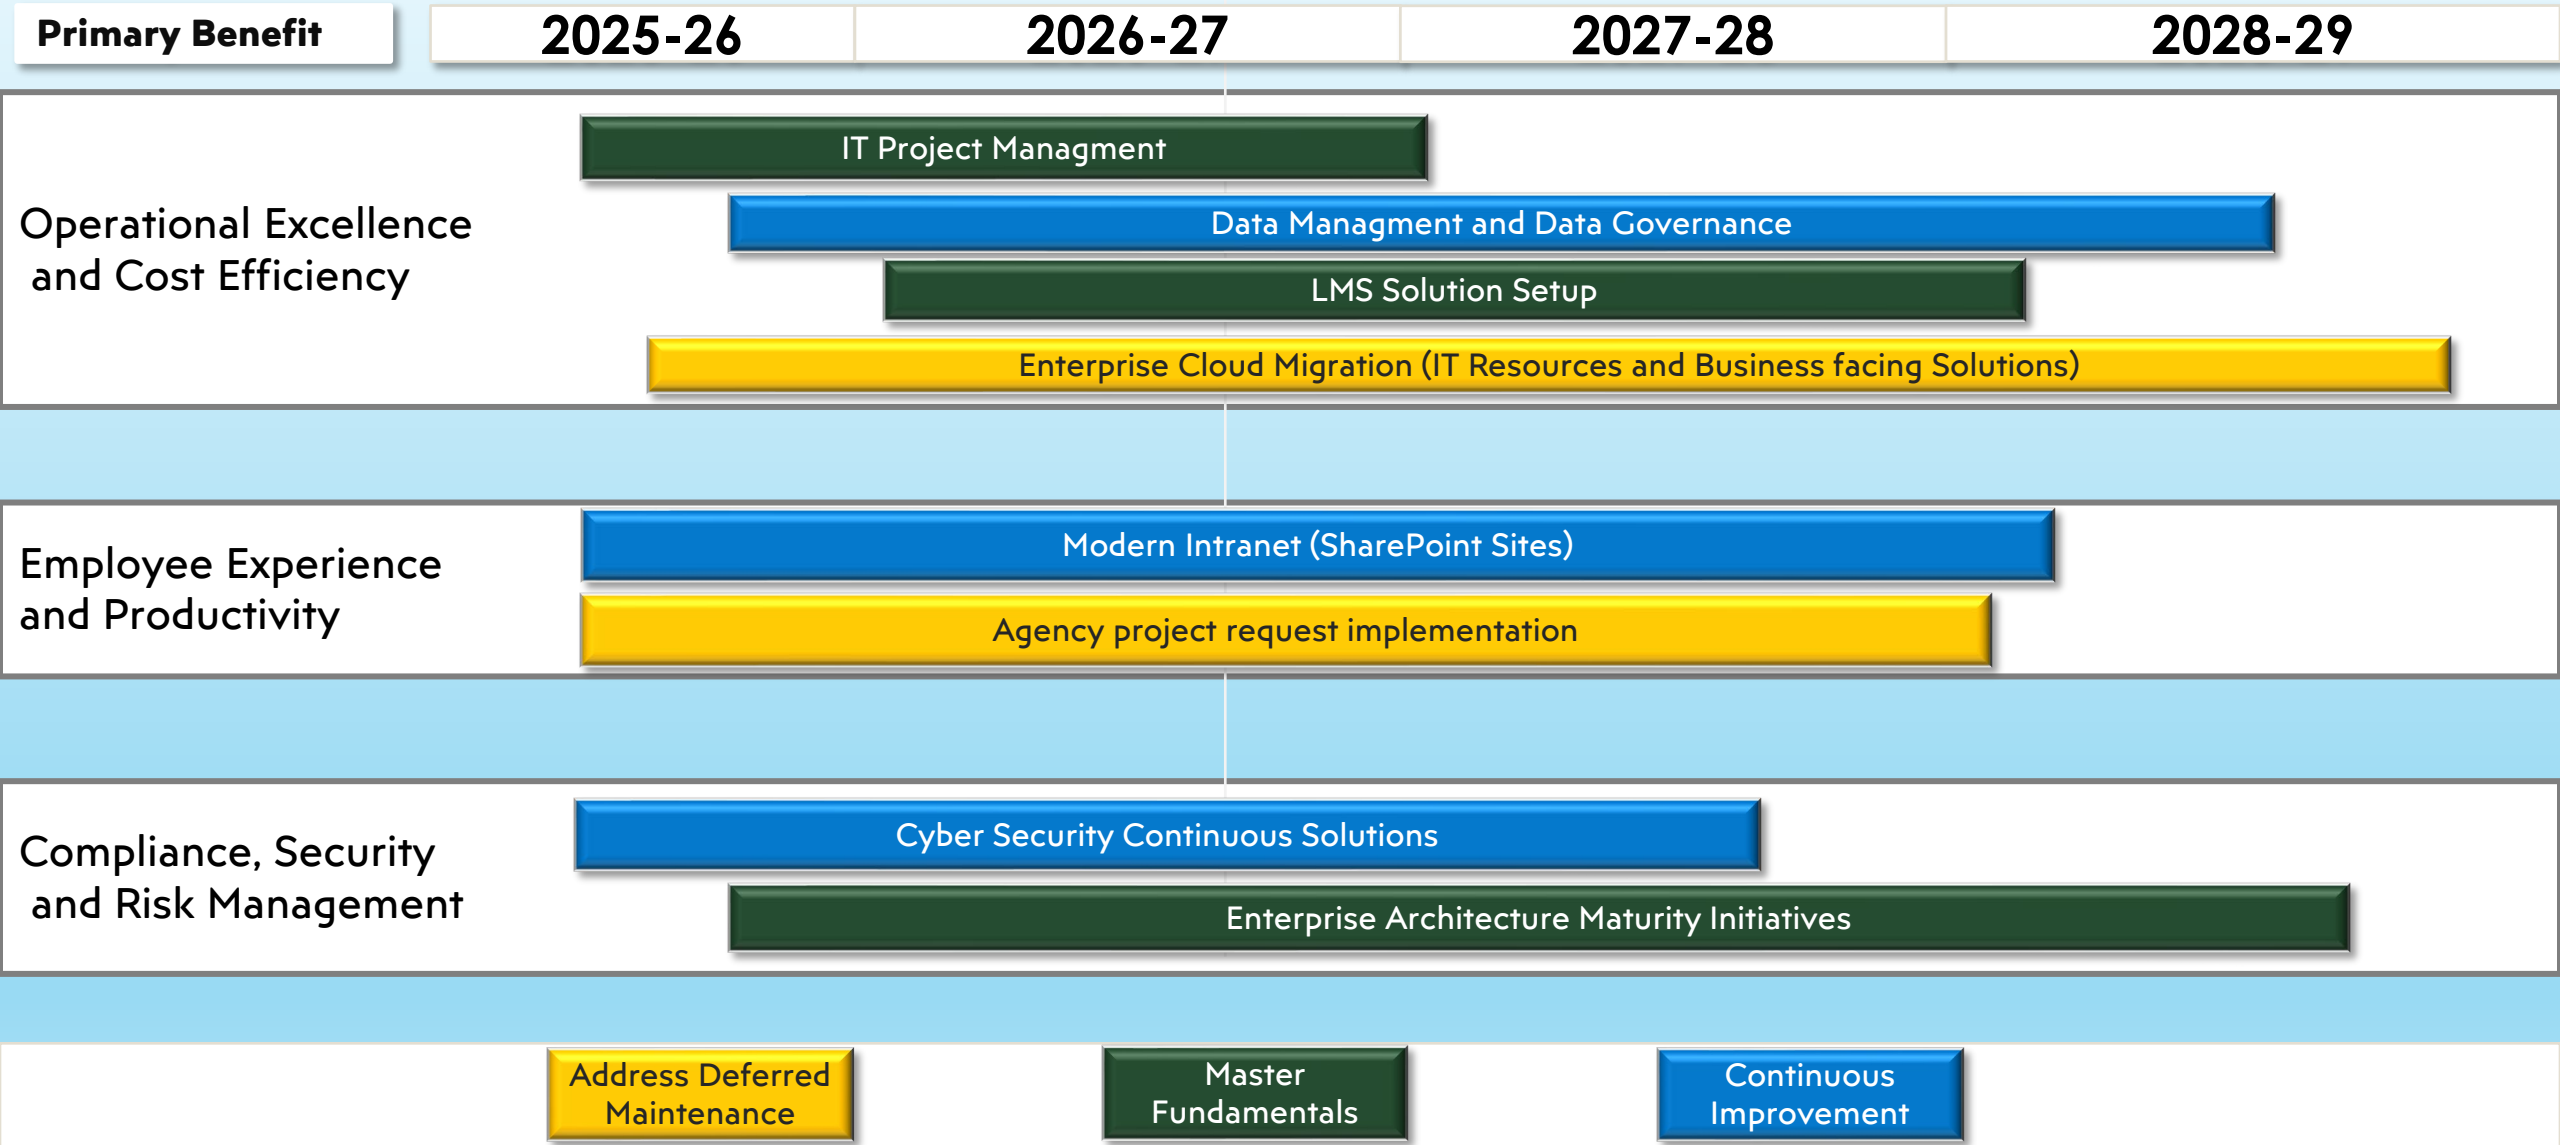 Primary Benefit
2025-26
2026-27
2027-28
2028-29
Operational Excellence
and Cost Efficiency
IT Project Managment
Data Managment and Data Governance
LMS Solution Setup
Enterprise Cloud Migration (IT Resources and Business facing Solutions)
Employee Experience
and Productivity
Modern Intranet (SharePoint Sites)
Agency project request implementation
Compliance, Security
and Risk Management
Cyber Security Continuous Solutions
Enterprise Architecture Maturity Initiatives
Address Deferred
Maintenance
Master
Fundamentals
Continuous
Improvement